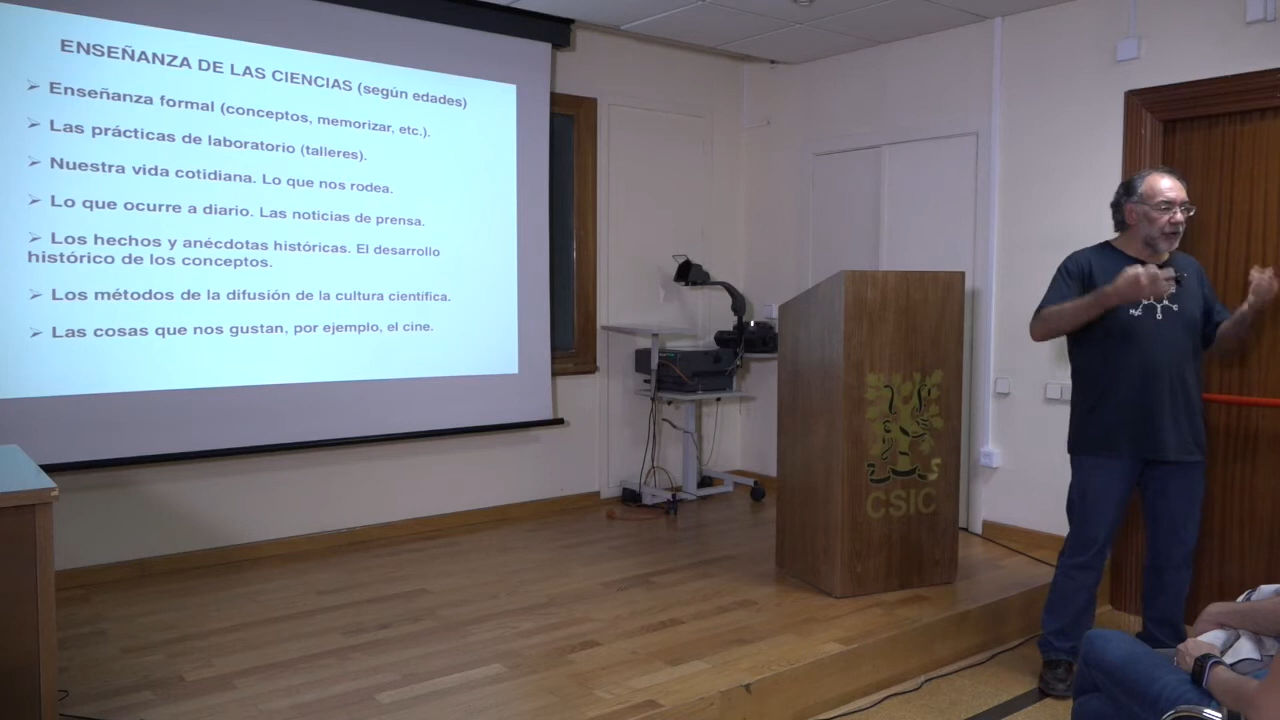 ENSEÑANZA DE LAS CIENCIAS (según edades)
➢ Enseñanza formal (conceptos, memorizar, etc.).
➢ Las prácticas de laboratorio (talleres).
➢ Nuestra vida cotidiana. Lo que nos rodea.
➢ Lo que ocurre a diario. Las noticias de prensa.
➢ Los hechos y anécdotas históricas. El desarrollo
histórico de los conceptos.
➢ Los métodos de la difusión de la cultura científica.
➢ Las cosas que nos gustan, por ejemplo, el cine.
CSIC
H₃C